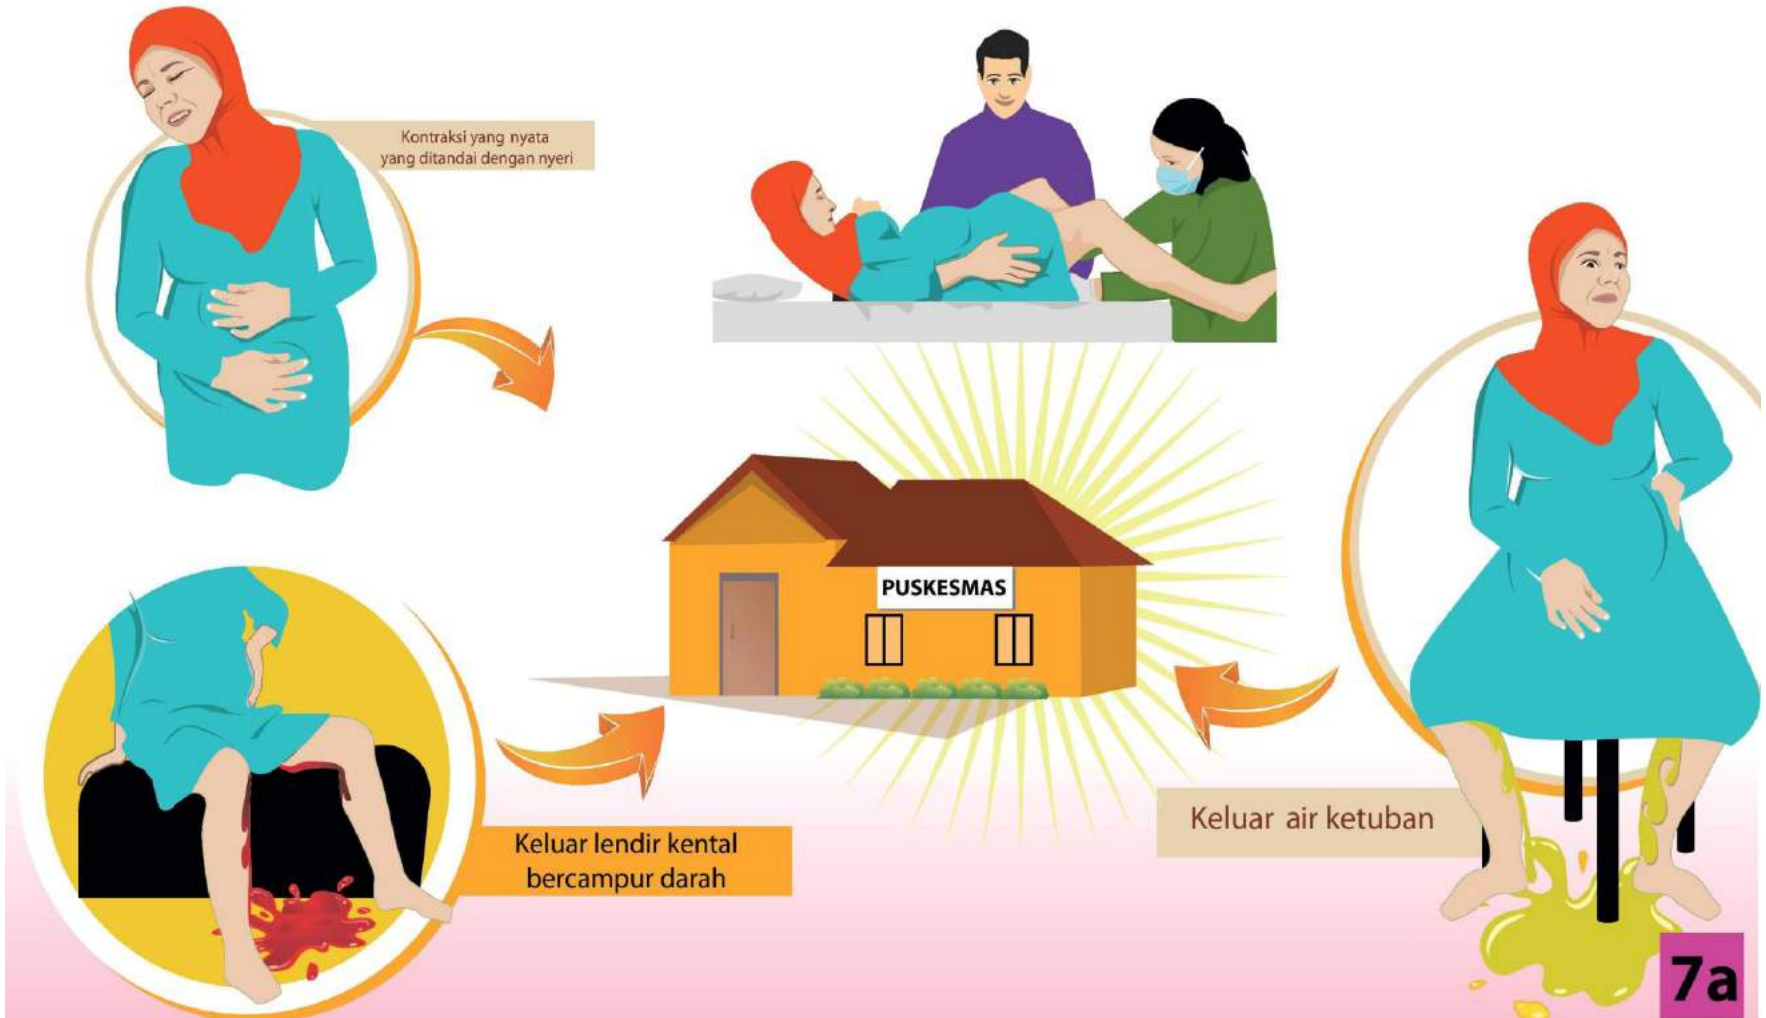 Kontraksi yang nyata
yang ditandai dengan nyeri
PUSKESMAS
Keluar lendir kental
bercampur darah
Keluar air ketuban
7a